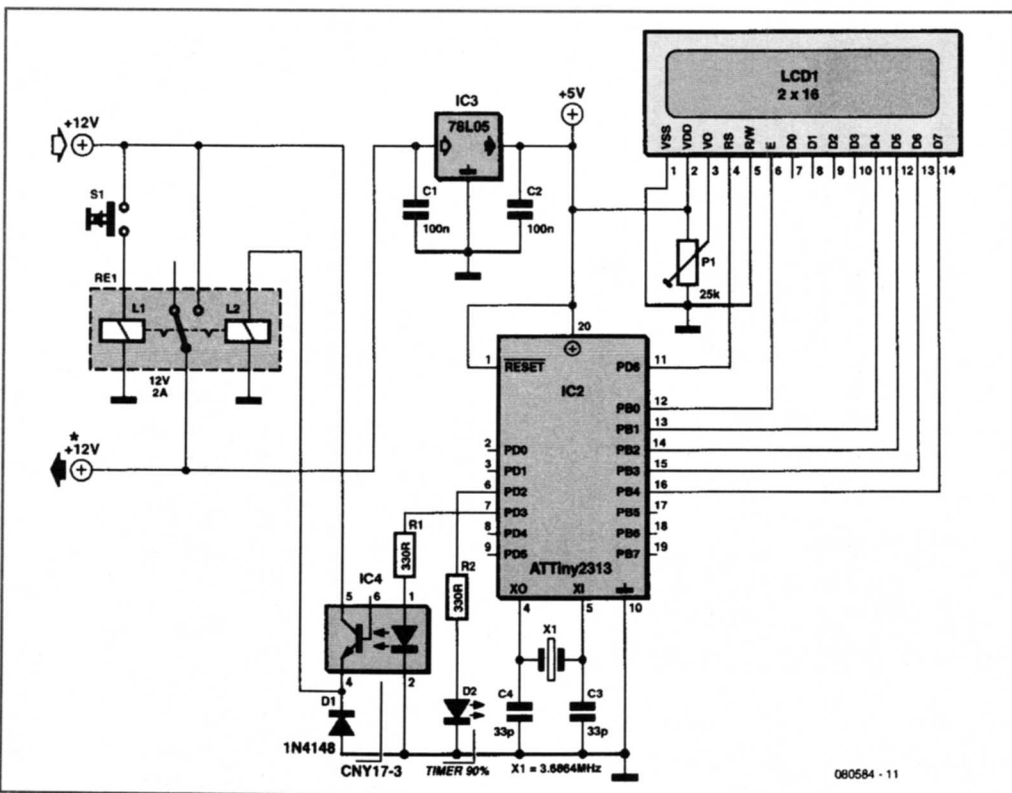 LCD1
2 x 16
VSS VDD VO RS R/W E D0 D1 D2 D3 D4 D5 D6 D7
1 2 3 4 5 6 7 8 9 10 11 12 13 14
+5V
IC3
78L05
+12V
S1
C1
100n
C2
100n
P1
25k
RE1
L1
L2
12V
2A
*
+12V
20
1
RESET
IC2
PD6
11
PB0
12
PB1
13
2
PD0
PB2
14
3
PD1
PB3
15
6
PD2
PB4
16
7
PD3
PB5
17
8
PD4
PB6
18
9
PD5
PB7
19
ATTiny2313
XO
XI
4
5
10
R1
330R
R2
330R
IC4
5
6
1
4
2
X1
D1
1N4148
D2
C4
33p
C3
33p
CNY17-3
TIMER 90%
X1 = 3.6864MHz
080584 - 11